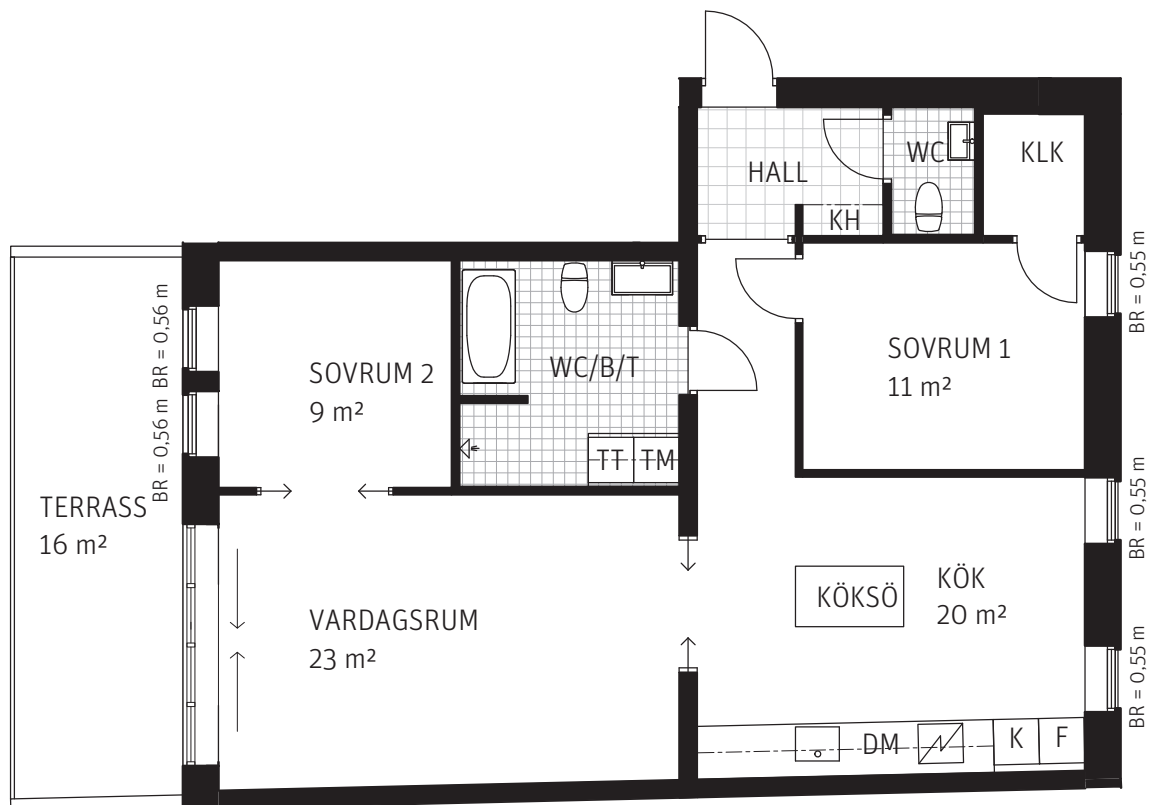 HALL
WC
KLK
KH
BR = 0,55 m
BR = 0,56 m
BR = 0,56 m
SOVRUM 2
9 m²
WC/B/T
SOVRUM 1
11 m²
TT
TM
TERRASS
16 m²
BR = 0,55 m
VARDAGSRUM
23 m²
KÖKSÖ
KÖK
20 m²
BR = 0,55 m
DM
K
F